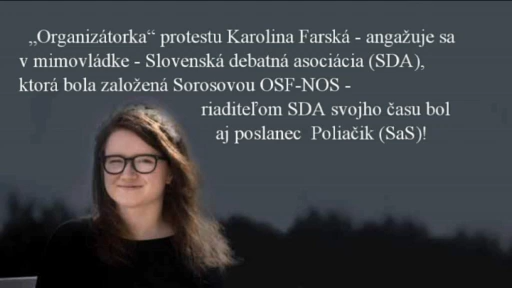 „Organizátorka“ protestu Karolina Farská - angažuje sa
v mimovládke - Slovenská debatná asociácia (SDA),
ktorá bola založená Sorosovou OSF-NOS -
riaditeľom SDA svojho času bol
aj poslanec Poliačik (SaS)!